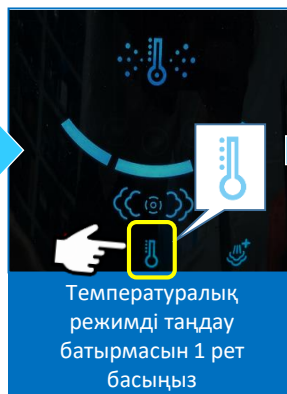 Температуралық
режимді таңдау
батырмасын 1 рет
басыңыз